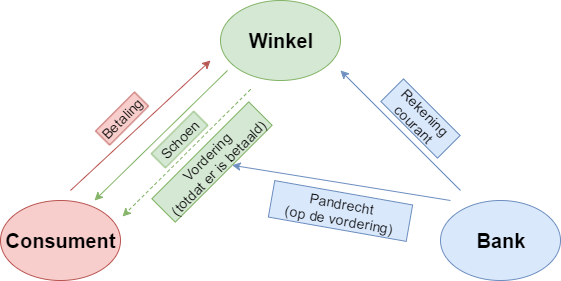 Winkel
Betaling
Schoen
Vordering
(totdat er is betaald)
Rekening
courant
Pandrecht
(op de vordering)
Consument
Bank